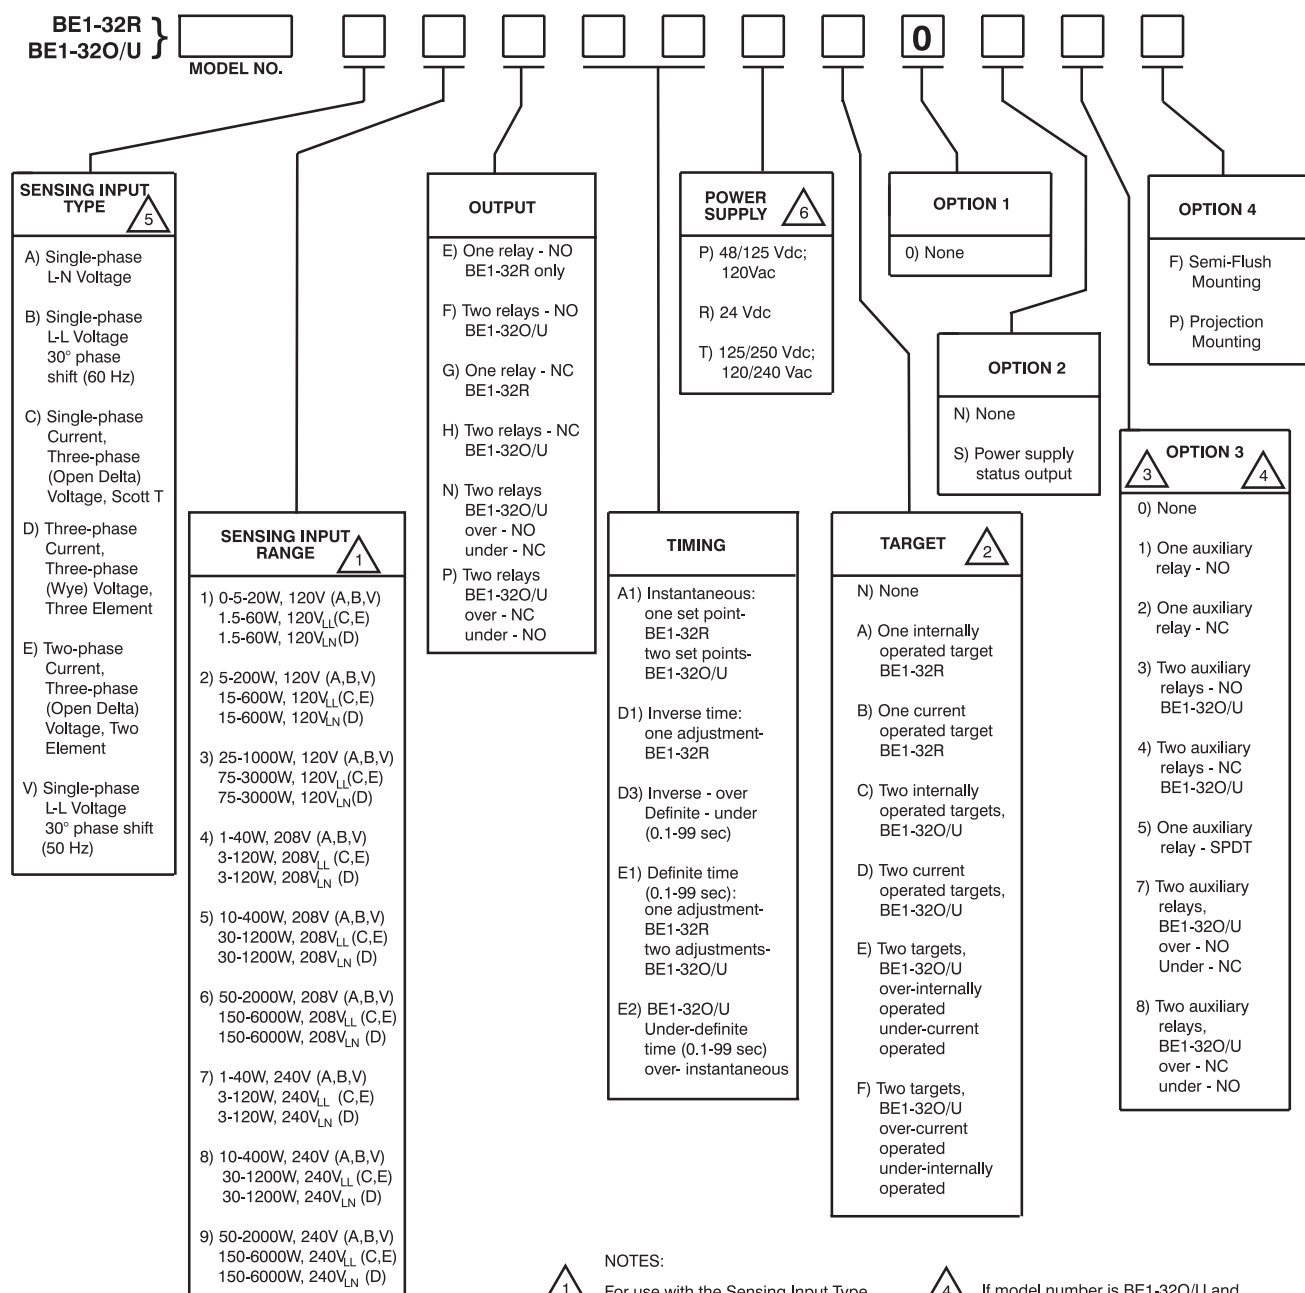 BE1-32R
BE1-32O/U }
MODEL NO.
0
SENSING INPUT
TYPE
5
A) Single-phase
L-N Voltage
B) Single-phase
L-L Voltage
30° phase
shift (60 Hz)
C) Single-phase
Current,
Three-phase
(Open Delta)
Voltage, Scott T
D) Three-phase
Current,
Three-phase
(Wye) Voltage,
Three Element
E) Two-phase
Current,
Three-phase
(Open Delta)
Voltage, Two
Element
V) Single-phase
L-L Voltage
30° phase shift
(50 Hz)
SENSING INPUT
RANGE
1
1) 0-5-20W, 120V (A,B,V)
1.5-60W, 120VLL(C,E)
1.5-60W, 120VLN(D)
2) 5-200W, 120V (A,B,V)
15-600W, 120VLL(C,E)
15-600W, 120VLN(D)
3) 25-1000W, 120V (A,B,V)
75-3000W, 120VLL(C,E)
75-3000W, 120VLN(D)
4) 1-40W, 208V (A,B,V)
3-120W, 208VLL (C,E)
3-120W, 208VLN (D)
5) 10-400W, 208V (A,B,V)
30-1200W, 208VLL (C,E)
30-1200W, 208VLN (D)
6) 50-2000W, 208V (A,B,V)
150-6000W, 208VLL (C,E)
150-6000W, 208VLN (D)
7) 1-40W, 240V (A,B,V)
3-120W, 240VLL (C,E)
3-120W, 240VLN (D)
8) 10-400W, 240V (A,B,V)
30-1200W, 240VLL (C,E)
30-1200W, 240VLN (D)
9) 50-2000W, 240V (A,B,V)
150-6000W, 240VLL (C,E)
150-6000W, 240VLN (D)
OUTPUT
E) One relay - NO
BE1-32R only
F) Two relays - NO
BE1-32O/U
G) One relay - NC
BE1-32R
H) Two relays - NC
BE1-32O/U
N) Two relays
BE1-32O/U
over - NO
under - NC
P) Two relays
BE1-32O/U
over - NC
under - NO
TIMING
A1) Instantaneous:
one set point-
BE1-32R
two set points-
BE1-32O/U
D1) Inverse time:
one adjustment-
BE1-32R
D3) Inverse - over
Definite - under
(0.1-99 sec)
E1) Definite time
(0.1-99 sec):
one adjustment-
BE1-32R
two adjustments-
BE1-32O/U
E2) BE1-32O/U
Under-definite
time (0.1-99 sec)
over- instantaneous
POWER
SUPPLY
6
P) 48/125 Vdc;
120Vac
R) 24 Vdc
T) 125/250 Vdc;
120/240 Vac
TARGET
2
N) None
A) One internally
operated target
BE1-32R
B) One current
operated target
BE1-32R
C) Two internally
operated targets,
BE1-32O/U
D) Two current
operated targets,
BE1-32O/U
E) Two targets,
BE1-32O/U
over-internally
operated
under-current
operated
F) Two targets,
BE1-32O/U
over-current
operated
under-internally
operated
OPTION 1
0) None
OPTION 2
N) None
S) Power supply
status output
OPTION 3
3
4
0) None
1) One auxiliary
relay - NO
2) One auxiliary
relay - NC
3) Two auxiliary
relays - NO
BE1-32O/U
4) Two auxiliary
relays - NC
BE1-32O/U
5) One auxiliary
relay - SPDT
7) Two auxiliary
relays,
BE1-32O/U
over - NO
Under - NC
8) Two auxiliary
relays,
BE1-32O/U
over - NC
under - NO
OPTION 4
F) Semi-Flush
Mounting
P) Projection
Mounting
NOTES:
1 For use with the Sensing Input Type
4 If model number is BE1-32O/U and